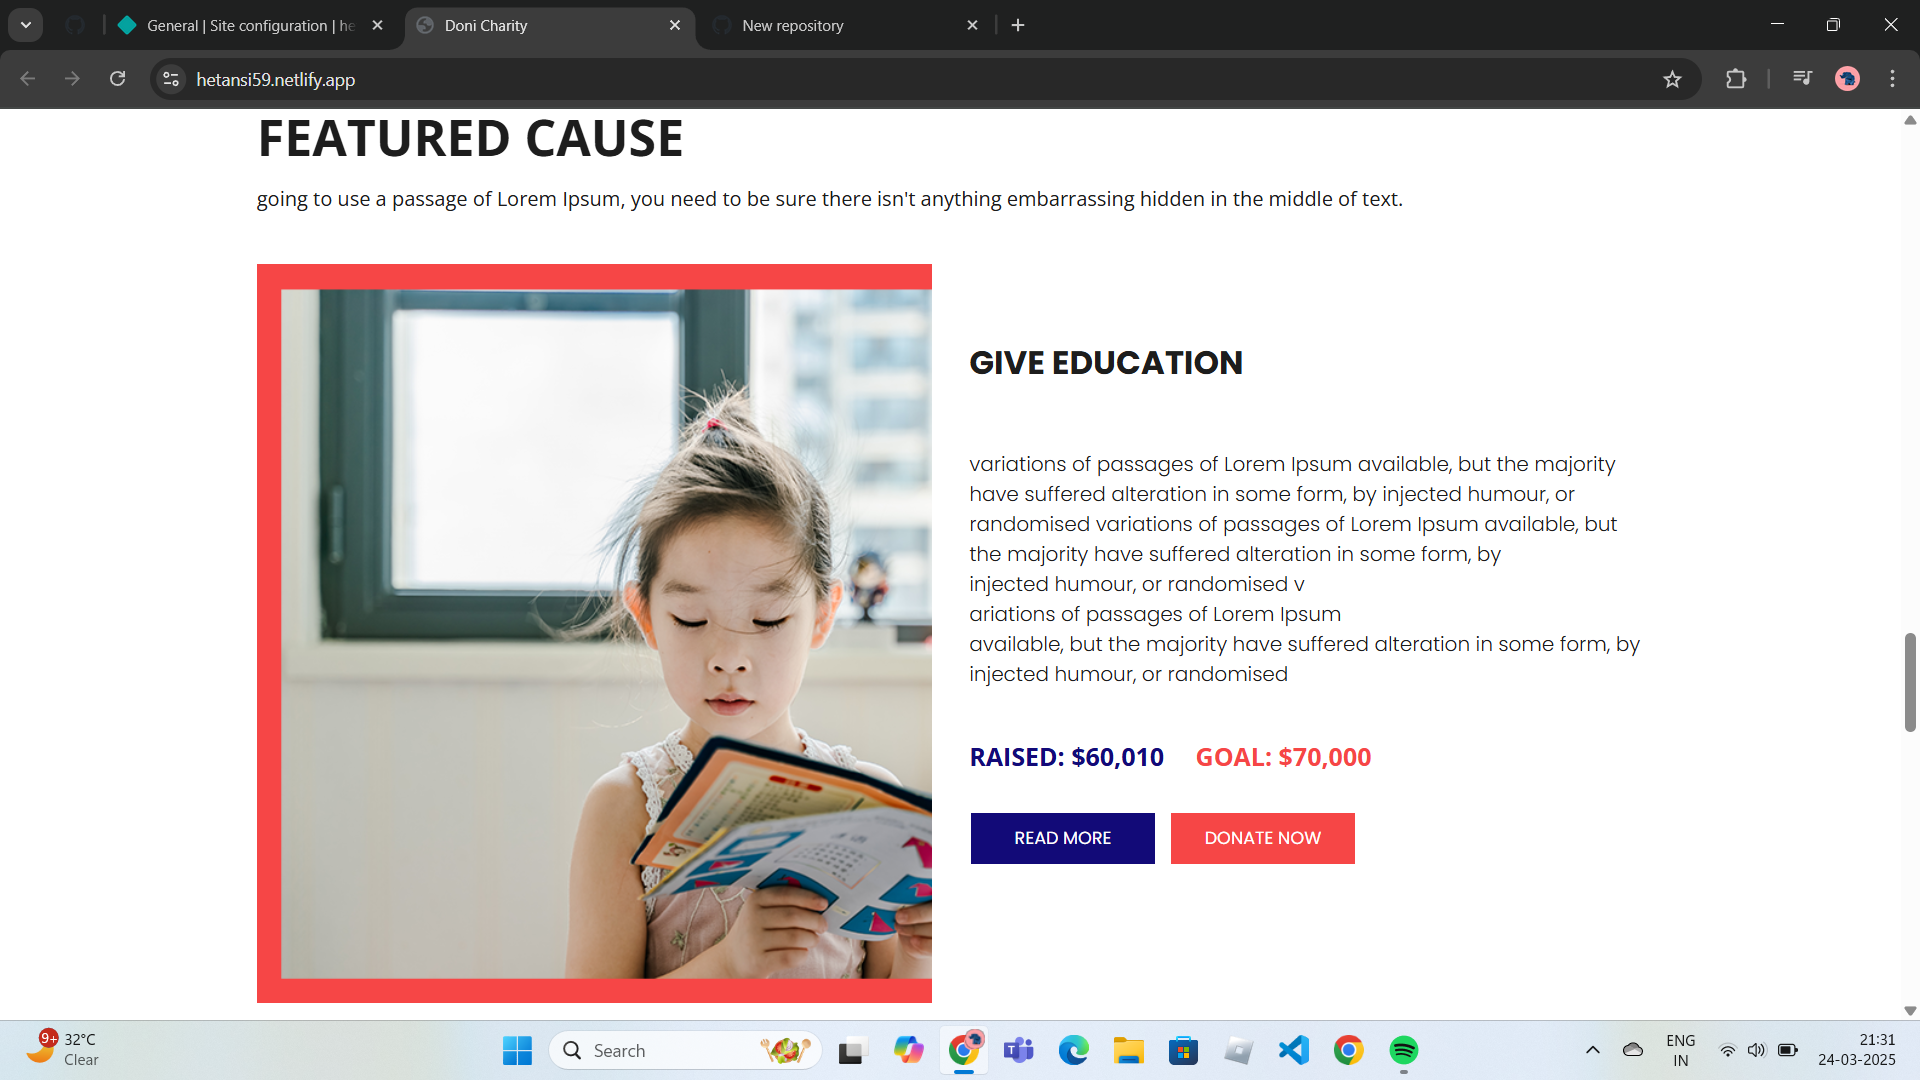 General | Site configuration | he
Doni Charity
New repository
hetansi59.netlify.app
FEATURED CAUSE
going to use a passage of Lorem Ipsum, you need to be sure there isn't anything embarrassing hidden in the middle of text.
GIVE EDUCATION
variations of passages of Lorem Ipsum available, but the majority
have suffered alteration in some form, by injected humour, or
randomised variations of passages of Lorem Ipsum available, but
the majority have suffered alteration in some form, by
injected humour, or randomised v
ariations of passages of Lorem Ipsum
available, but the majority have suffered alteration in some form, by
injected humour, or randomised
RAISED: $60,010 GOAL: $70,000
READ MORE DONATE NOW
9+
32°C
Clear
Search
ENG
IN
21:31
24-03-2025